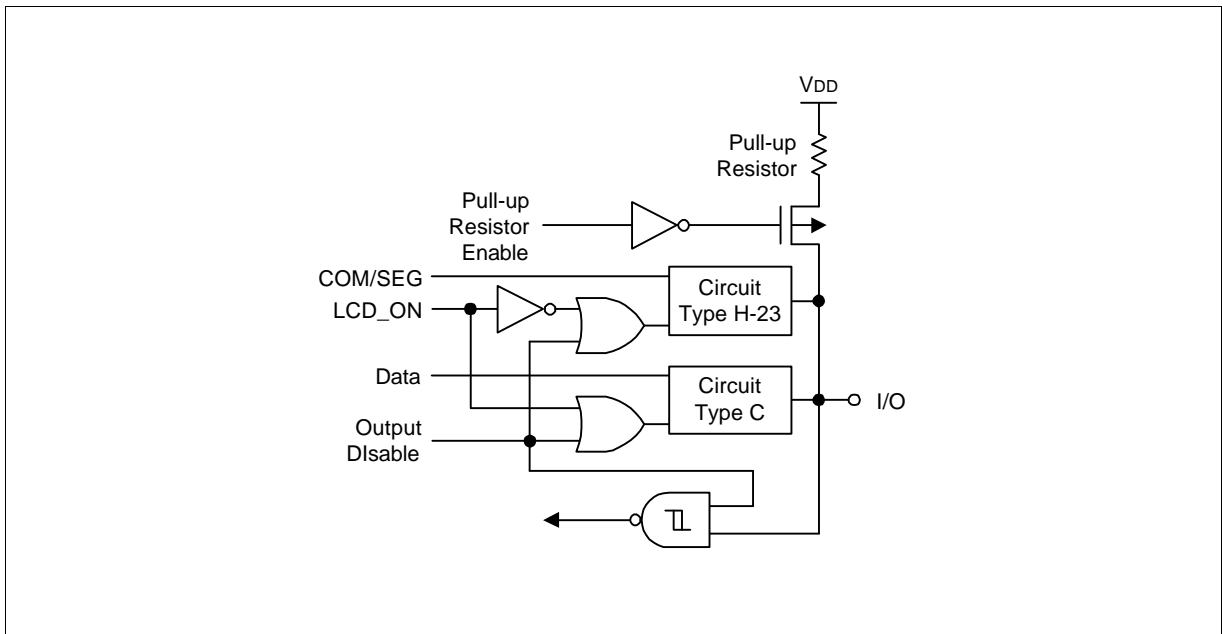 VDD
Pull-up
Resistor
Pull-up
Resistor
Enable
COM/SEG
LCD_ON
Circuit
Type H-23
Data
Circuit
Type C
I/O
Output
DIsable